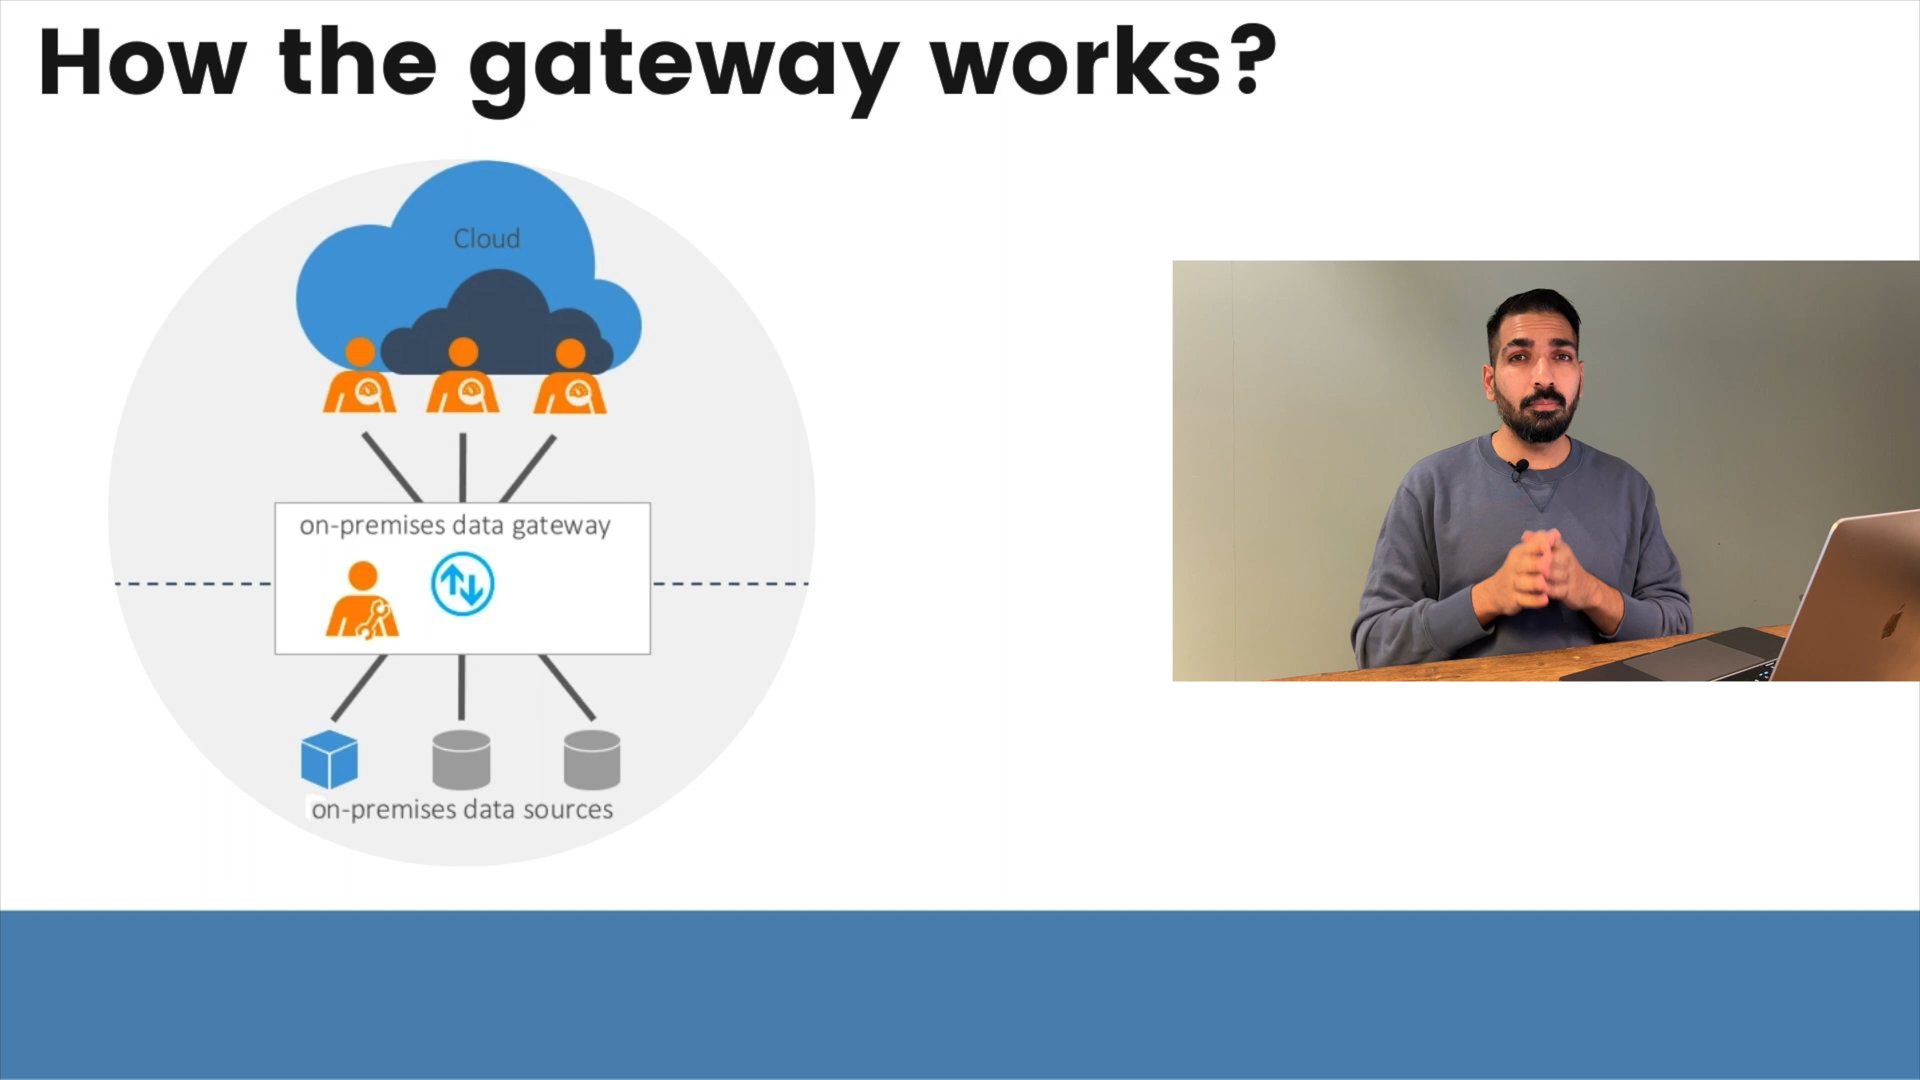 How the gateway works?
Cloud
on-premises data gateway
on-premises data sources